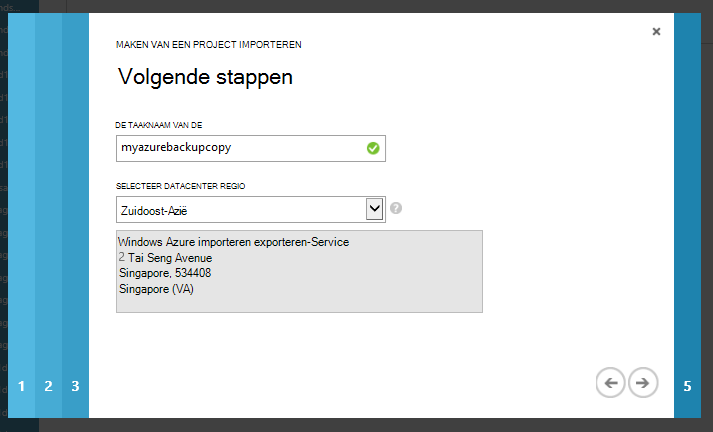 MAKEN VAN EEN PROJECT IMPORTEREN
Volgende stappen
DE TAAKNAAM VAN DE
myazurebackupcopy
SELECTEER DATACENTER REGIO
Zuidoost-Azië
?
Windows Azure importeren exporteren-Service
2 Tai Seng Avenue
Singapore, 534408
Singapore (VA)
1 2 3 5